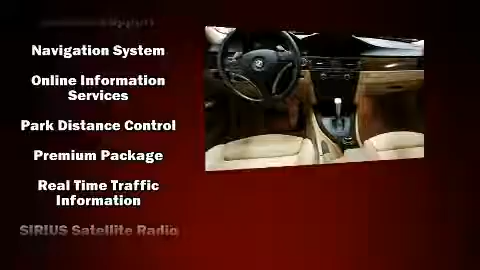 Navigation System
Online Information
Services
Park Distance Control
Premium Package
Real Time Traffic
Information
SIRIUS Satellite Radio